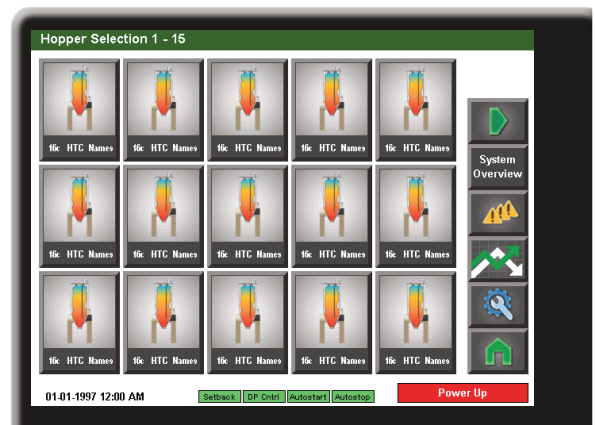 Hopper Selection 1 - 15
16c HTC Names 16c HTC Names 16c HTC Names 16c HTC Names 16c HTC Names
System
Overview
16c HTC Names 16c HTC Names 16c HTC Names 16c HTC Names 16c HTC Names
16c HTC Names 16c HTC Names 16c HTC Names 16c HTC Names 16c HTC Names
01-01-1997 12:00 AM Setback DP Cntrl Autostart Autostop Power Up